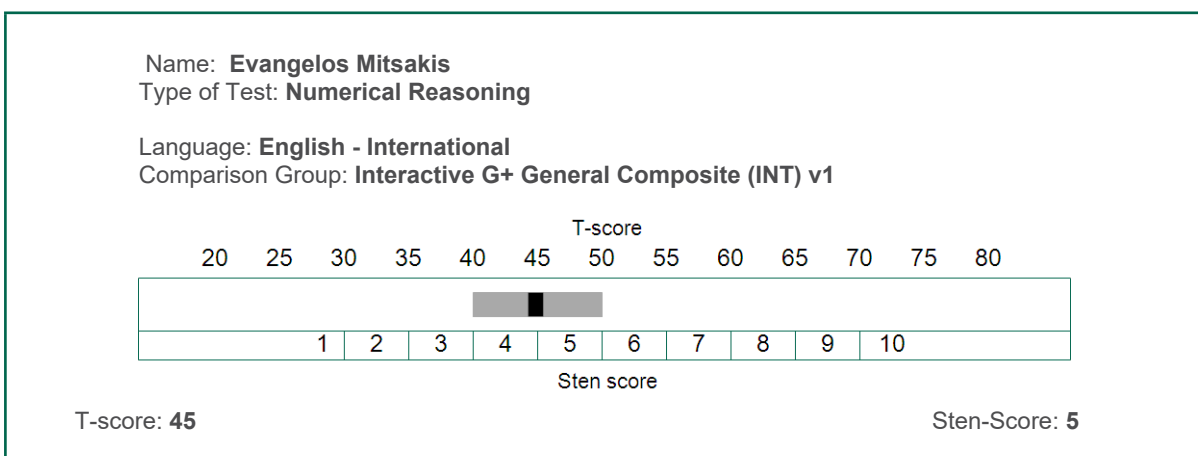 Name: Evangelos Mitsakis
Type of Test: Numerical Reasoning
Language: English - International
Comparison Group: Interactive G+ General Composite (INT) v1
T-score
20 25 30 35 40 45 50 55 60 65 70 75 80
1 2 3 4 5 6 7 8 9 10
Sten score
T-score: 45 Sten-Score: 5